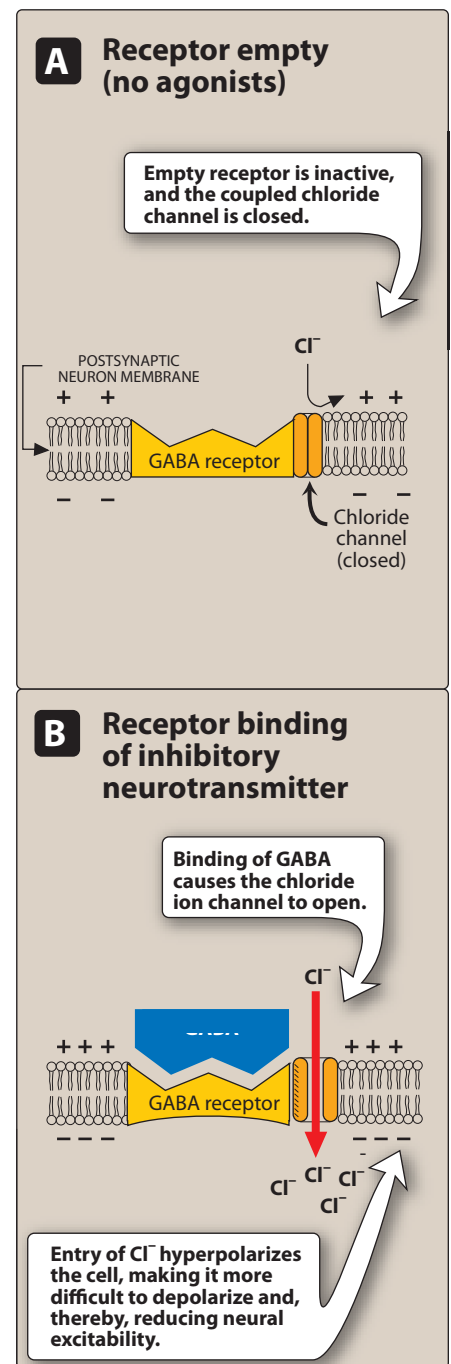 A
Receptor empty
(no agonists)
Empty receptor is inactive,
and the coupled chloride
channel is closed.
Cl⁻
POSTSYNAPTIC
NEURON MEMBRANE
+ +
+ +
GABA receptor
– –
– –
Chloride
channel
(closed)
B
Receptor binding
of inhibitory
neurotransmitter
Binding of GABA
causes the chloride
ion channel to open.
Cl⁻
+ + +
+ + +
GABA receptor
– – –
– – –
-
Cl⁻ Cl⁻ Cl⁻
Cl⁻
Entry of Cl⁻ hyperpolarizes
the cell, making it more
difficult to depolarize and,
thereby, reducing neural
excitability.